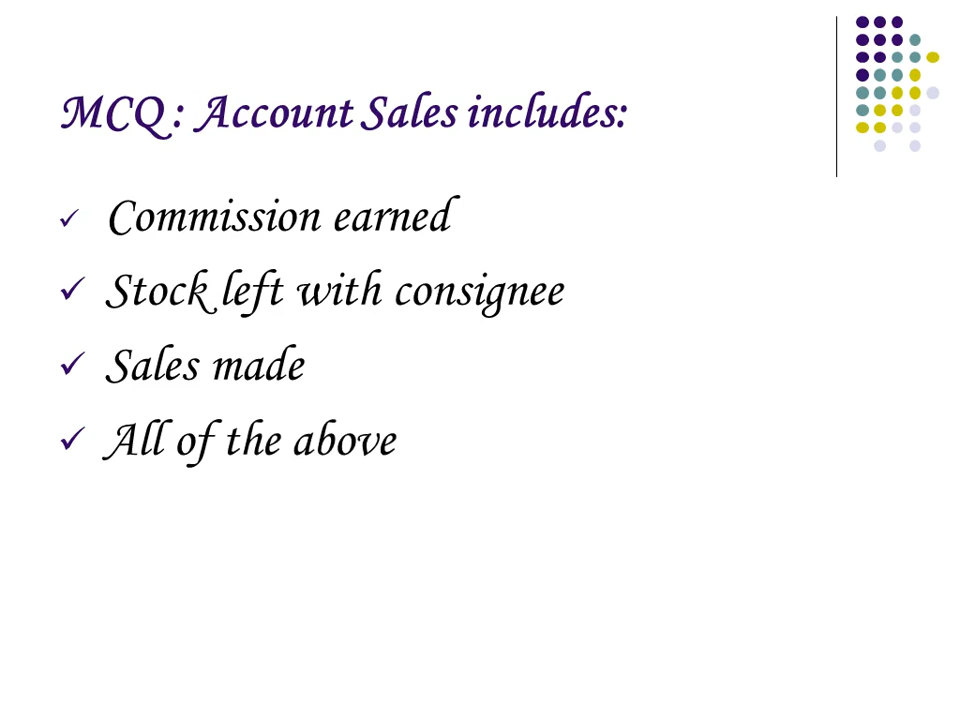 MCQ : Account Sales includes:
✓ Commission earned
✓ Stock left with consignee
✓ Sales made
✓ All of the above